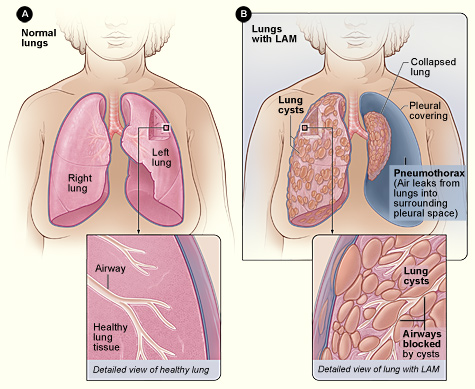 A
Normal
lungs
Right
lung
Left
lung
Airway
Healthy
lung
tissue
Detailed view of healthy lung
B
Lungs
with LAM
Collapsed
lung
Lung
cysts
Pleural
covering
Pneumothorax
(Air leaks from
lungs into
surrounding
pleural space)
Lung
cysts
Airways
blocked
by cysts
Detailed view of lung with LAM